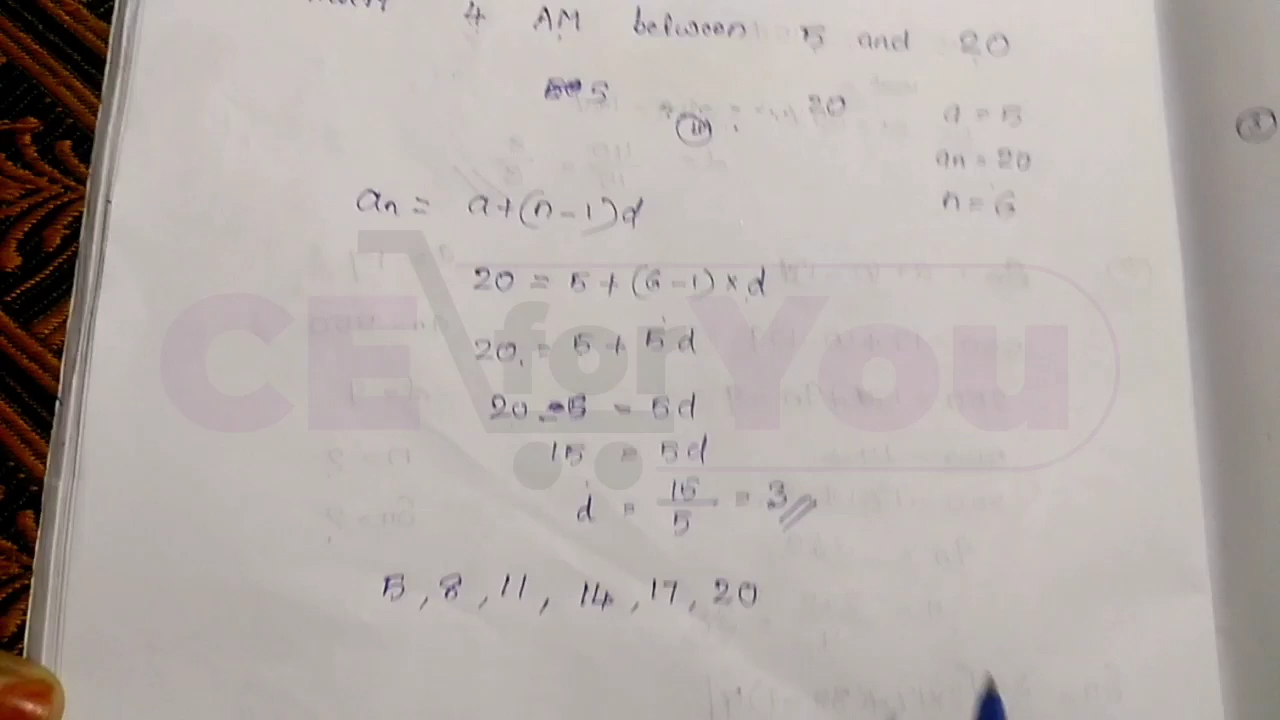 4 AM between 5 and 20
5 20
(4)
a = 5
an = 20
n = 6
an = a+(n-1)d
20 = 5 + (6-1) × d
20 = 5 + 5d
20 - 5 = 5d
15 = 5d
d = 15/5 = 3
5, 8, 11, 14, 17, 20
CE for You